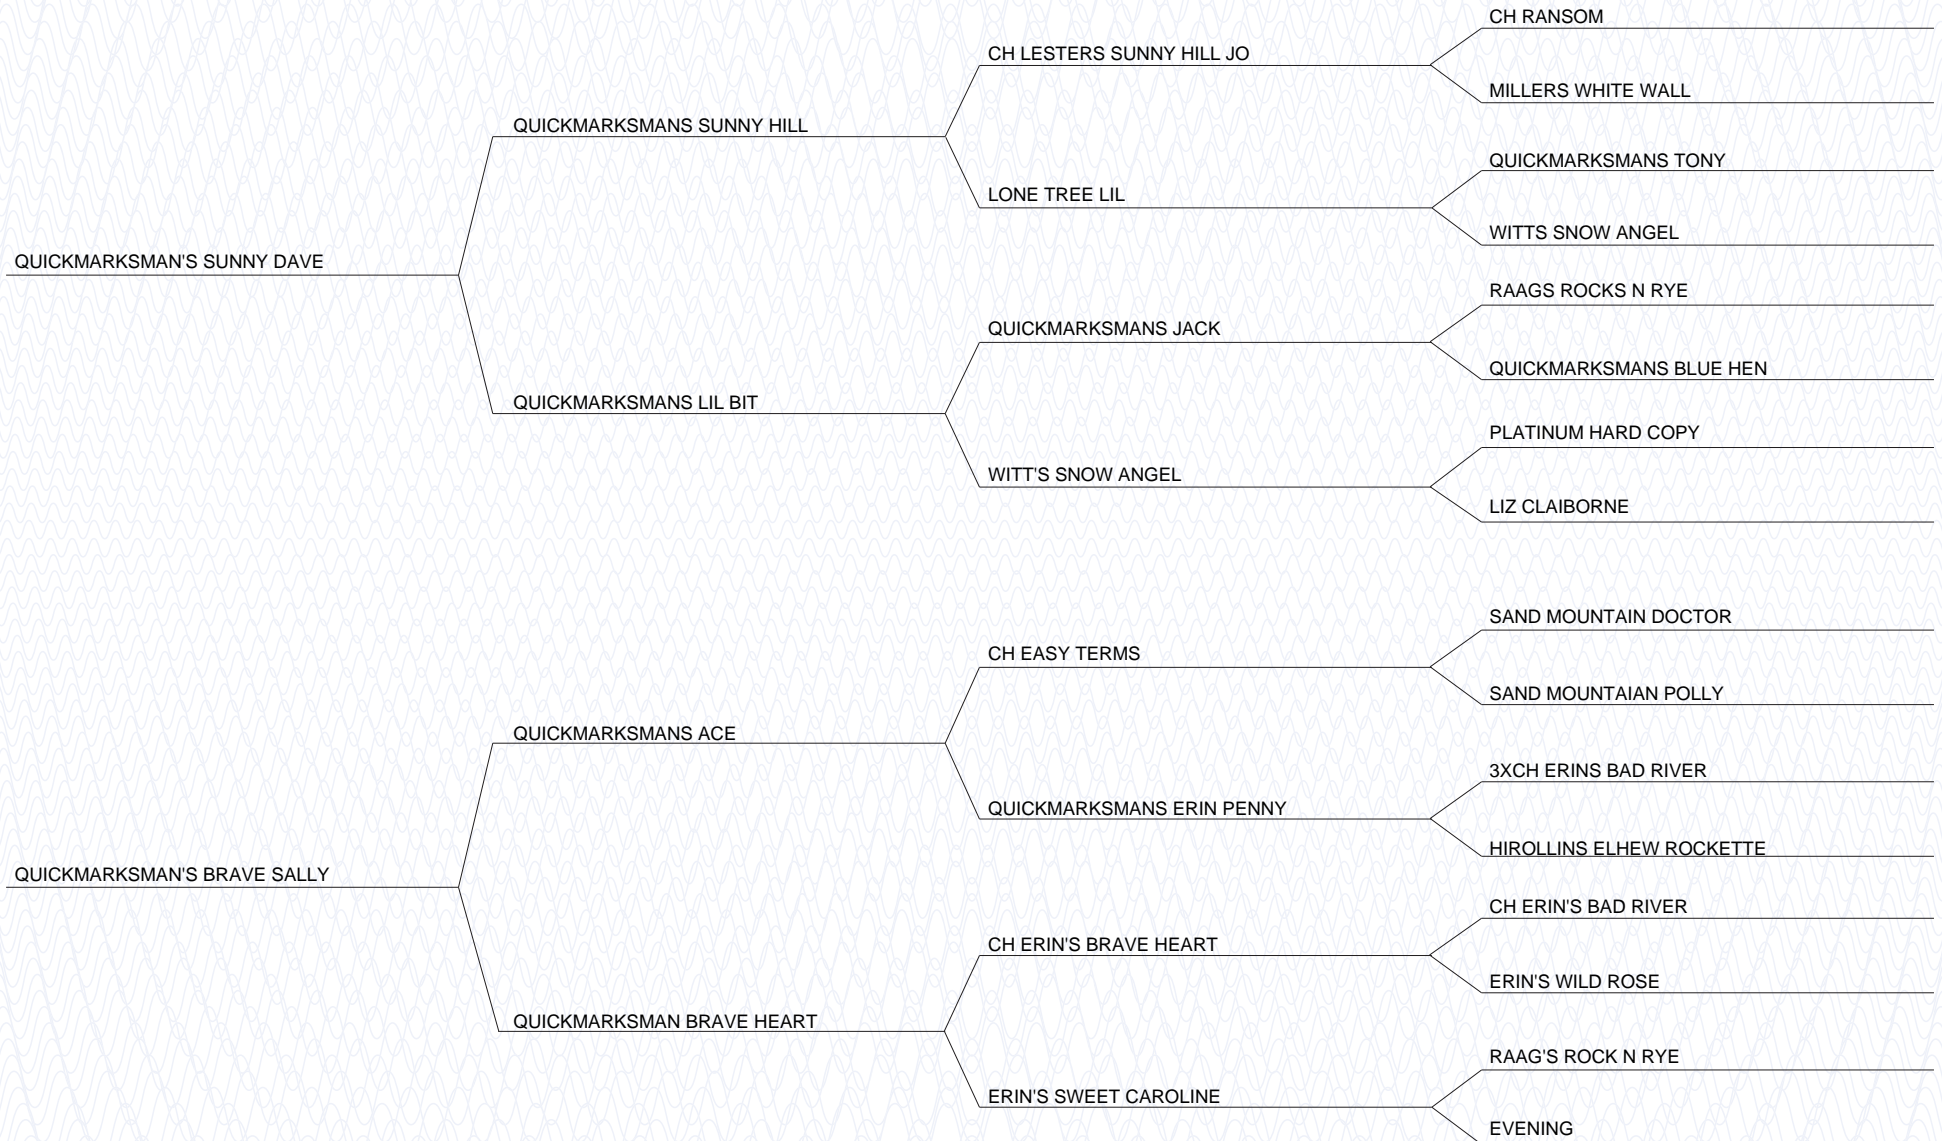 CH RANSOM
CH LESTERS SUNNY HILL JO
MILLERS WHITE WALL
QUICKMARKSMANS SUNNY HILL
QUICKMARKSMANS TONY
LONE TREE LIL
WITTS SNOW ANGEL
QUICKMARKSMAN'S SUNNY DAVE
RAAGS ROCKS N RYE
QUICKMARKSMANS JACK
QUICKMARKSMANS BLUE HEN
QUICKMARKSMANS LIL BIT
PLATINUM HARD COPY
WITT'S SNOW ANGEL
LIZ CLAIBORNE
SAND MOUNTAIN DOCTOR
CH EASY TERMS
SAND MOUNTAIAN POLLY
QUICKMARKSMANS ACE
3XCH ERINS BAD RIVER
QUICKMARKSMANS ERIN PENNY
HIROLLINS ELHEW ROCKETTE
QUICKMARKSMAN'S BRAVE SALLY
CH ERIN'S BAD RIVER
CH ERIN'S BRAVE HEART
ERIN'S WILD ROSE
QUICKMARKSMAN BRAVE HEART
RAAG'S ROCK N RYE
ERIN'S SWEET CAROLINE
EVENING